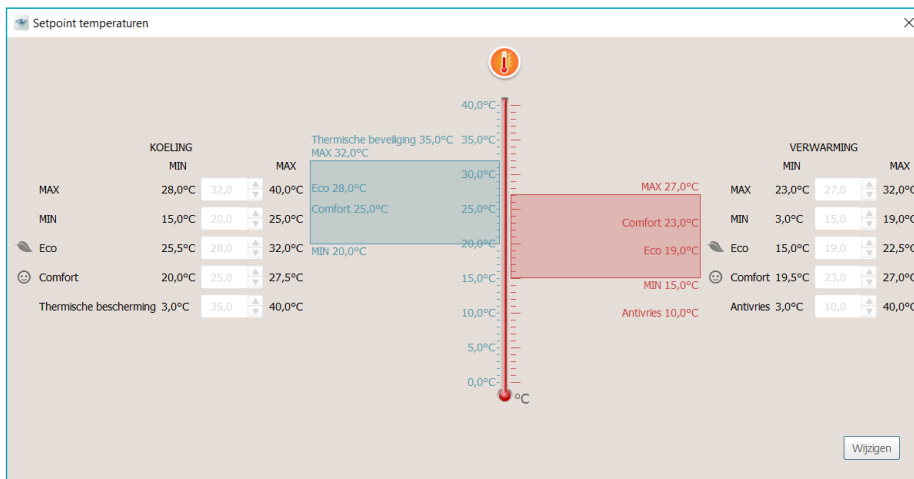 Setpoint temperaturen
40,0°C
KOELING
MIN MAX
MAX 28,0°C 32,0 40,0°C
MIN 15,0°C 20,0 25,0°C
Eco 25,5°C 28,0 32,0°C
Comfort 20,0°C 25,0 27,5°C
Thermische bescherming 3,0°C 35,0 40,0°C
Thermische beveiliging 35,0°C 35,0°C
MAX 32,0°C
30,0°C
Eco 28,0°C
Comfort 25,0°C 25,0°C
20,0°C
MIN 20,0°C
15,0°C
10,0°C
5,0°C
0,0°C
°C
MAX 27,0°C
Comfort 23,0°C
Eco 19,0°C
MIN 15,0°C
Antivries 10,0°C
VERWARMING
MIN MAX
MAX 23,0°C 27,0 32,0°C
MIN 3,0°C 15,0 19,0°C
Eco 15,0°C 19,0 22,5°C
Comfort 19,5°C 23,0 27,0°C
Antivries 3,0°C 10,0 40,0°C
Wijzigen